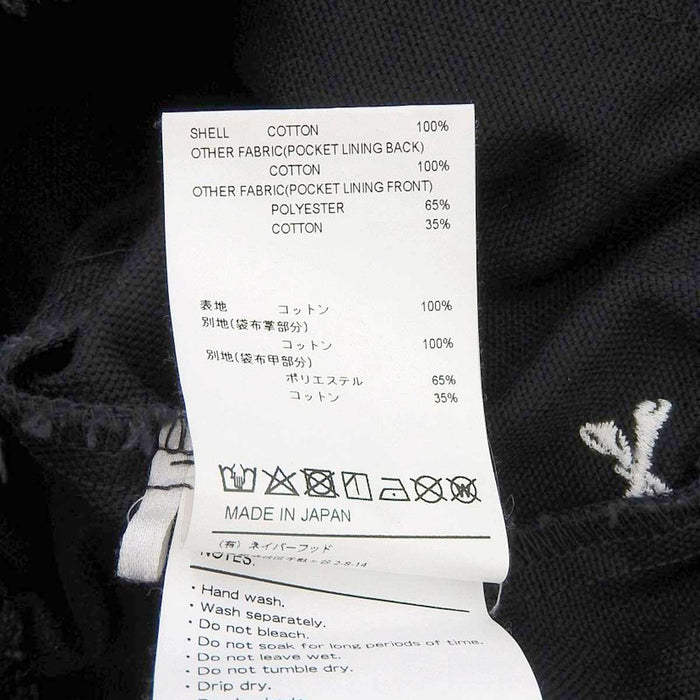 SHELL COTTON 100%
OTHER FABRIC(POCKET LINING BACK)
COTTON 100%
OTHER FABRIC(POCKET LINING FRONT)
POLYESTER 65%
COTTON 35%
表地 コットン 100%
別地(袋布掌部分)
コットン 100%
別地(袋布甲部分)
ポリエステル 65%
コットン 35%
MADE IN JAPAN
(有) ネイバーフッド
2-8-14
NOTES.
・Hand wash.
・Wash separately.
・Do not bleach.
・Do not soak for long periods of time.
・Do not leave wet.
・Do not tumble dry.
・Drip dry.